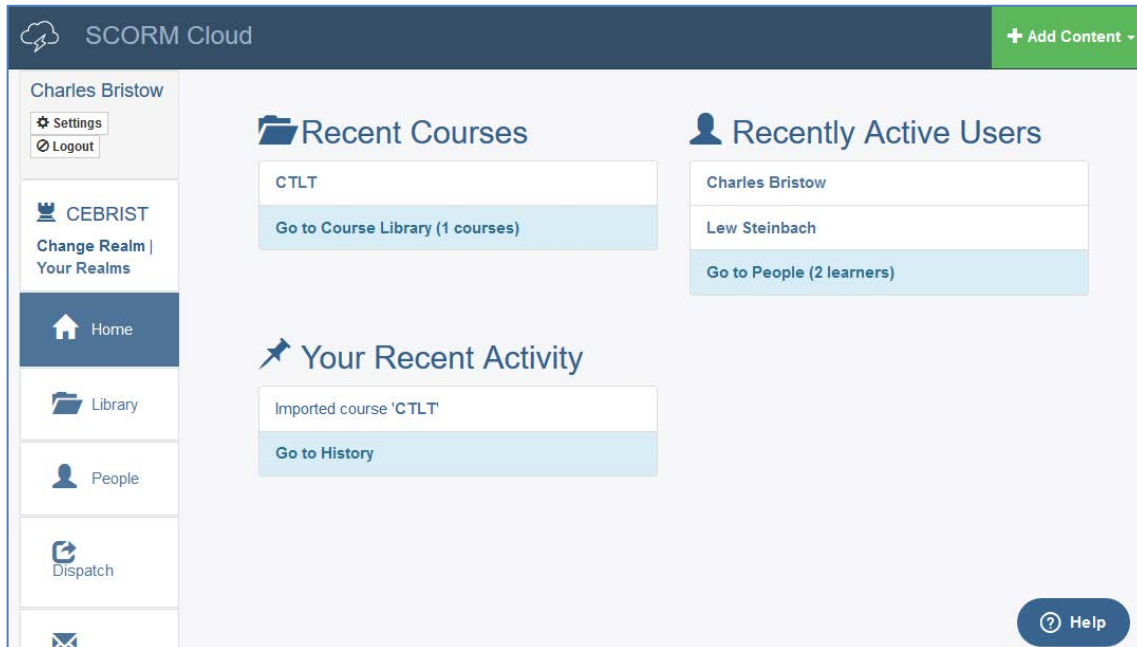 SCORM Cloud
Add Content
Charles Bristow
Settings
Logout
CEBRIST
Change Realm |
Your Realms
Home
Library
People
Dispatch
Recent Courses
CTLT
Go to Course Library (1 courses)
Recently Active Users
Charles Bristow
Lew Steinbach
Go to People (2 learners)
Your Recent Activity
Imported course 'CTLT'
Go to History
Help